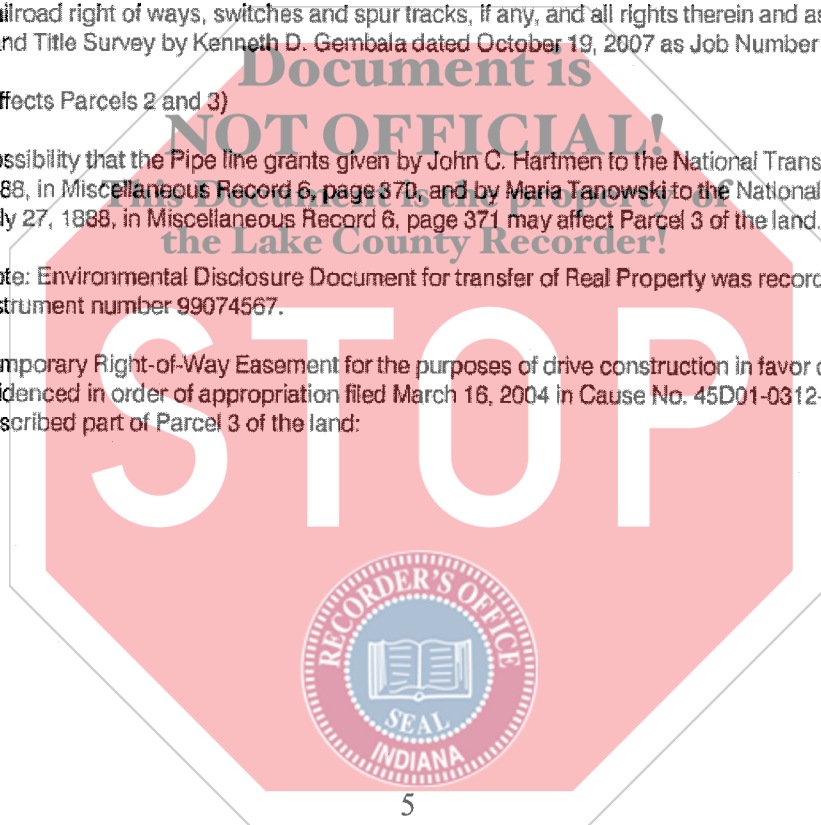 ailroad right of ways, switches and spur tracks, if any, and all rights therein and as
nd Title Survey by Kenneth D. Gembala dated October 19, 2007 as Job Number
Document is
ffects Parcels 2 and 3)
NOT OFFICIAL!
ossibility that the Pipe line grants given by John C. Hartmen to the National Trans
This Document is the Property of
88, in Miscellaneous Record 6, page 370, and by Maria Tanowski to the National
ly 27, 1888, in Miscellaneous Record 6, page 371 may affect Parcel 3 of the land.
the Lake County Recorder!
ote: Environmental Disclosure Document for transfer of Real Property was record
strument number 99074567.
STOP
mporary Right-of-Way Easement for the purposes of drive construction in favor o
idenced in order of appropriation filed March 16, 2004 in Cause No. 45D01-0312-
scribed part of Parcel 3 of the land:
RECORDER'S OFFICE
SEAL
INDIANA
5